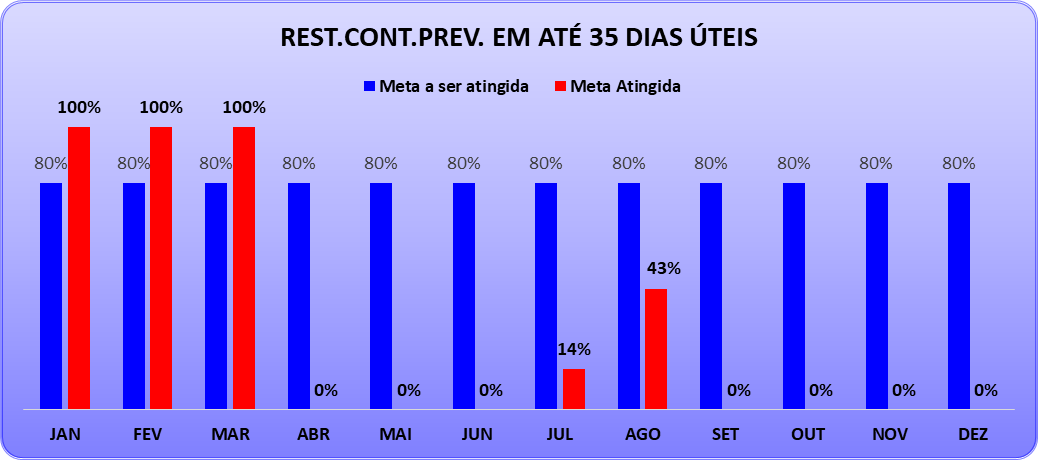 REST.CONT.PREV. EM ATÉ 35 DIAS ÚTEIS
Meta a ser atingida Meta Atingida
100% 100% 100%
80% 80% 80% 80% 80% 80% 80% 80% 80% 80% 80% 80%
43%
14%
0% 0% 0% 0% 0% 0% 0%
JAN FEV MAR ABR MAI JUN JUL AGO SET OUT NOV DEZ